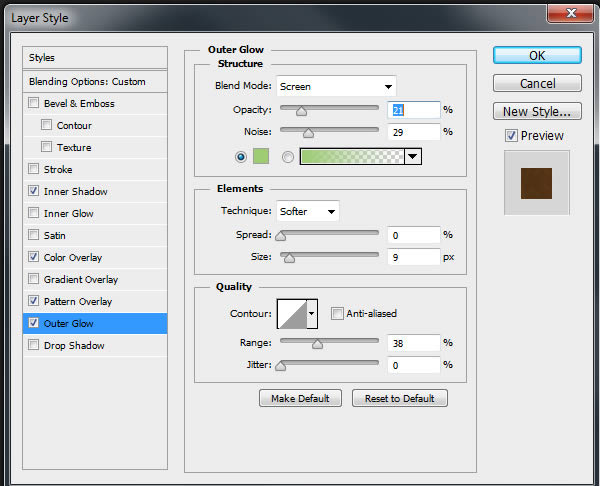 Layer Style
Styles
Blending Options: Custom
Bevel & Emboss
Contour
Texture
Stroke
Inner Shadow
Inner Glow
Satin
Color Overlay
Gradient Overlay
Pattern Overlay
Outer Glow
Drop Shadow
Outer Glow
Structure
Blend Mode: Screen
Opacity: 21 %
Noise: 29 %
Elements
Technique: Softer
Spread: 0 %
Size: 9 px
Quality
Contour: Anti-aliased
Range: 38 %
Jitter: 0 %
Make Default Reset to Default
OK
Cancel
New Style...
Preview